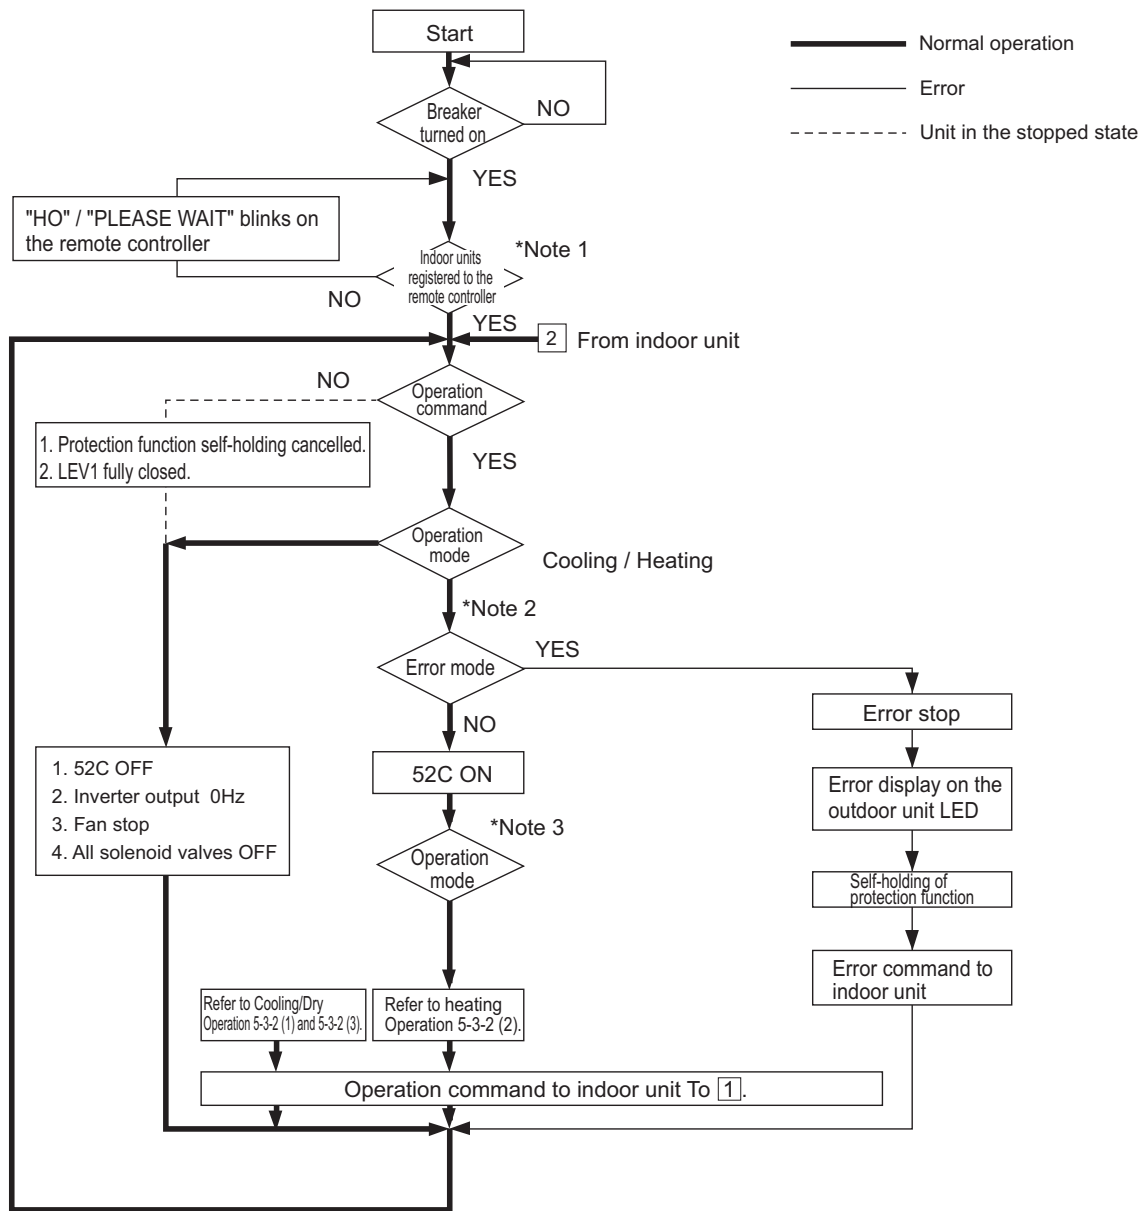 Start
Normal operation
Error
Unit in the stopped state
Breaker
turned on
NO
YES
"HO" / "PLEASE WAIT" blinks on
the remote controller
*Note 1
Indoor units
registered to the
remote controller
NO
YES
2 From indoor unit
NO
Operation
command
1. Protection function self-holding cancelled.
2. LEV1 fully closed.
YES
Operation
mode
Cooling / Heating
*Note 2
YES
Error mode
NO
Error stop
52C ON
1. 52C OFF
2. Inverter output 0Hz
3. Fan stop
4. All solenoid valves OFF
Error display on the
outdoor unit LED
*Note 3
Operation
mode
Self-holding of
protection function
Error command to
indoor unit
Refer to Cooling/Dry
Operation 5-3-2 (1) and 5-3-2 (3).
Refer to heating
Operation 5-3-2 (2).
Operation command to indoor unit To 1.